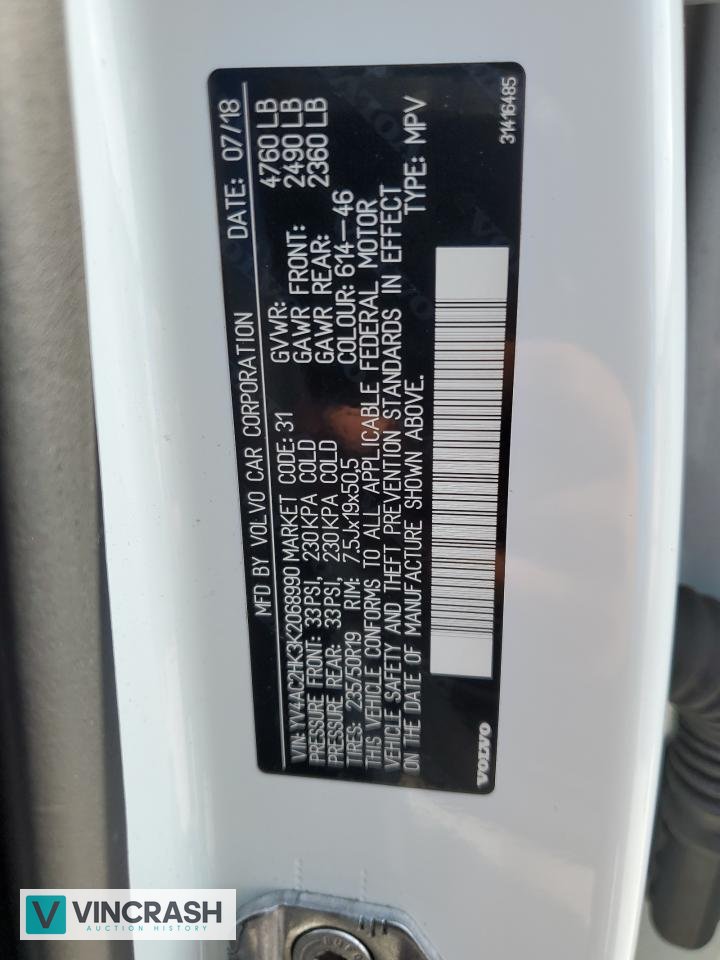 MFD BY VOLVO CAR CORPORATION DATE: 07/18
VIN: YV4AC2HK3K2068990 MARKET CODE: 31 GVWR: 4760 LB
PRESSURE FRONT: 33PSI, 230KPA COLD GAWR FRONT: 2490 LB
PRESSURE REAR: 33PSI, 230KPA COLD GAWR REAR: 2360 LB
TIRES: 235/50R19 RIM: 7.5Jx19x50,5 COLOUR: 614-46
THIS VEHICLE CONFORMS TO ALL APPLICABLE FEDERAL MOTOR
VEHICLE SAFETY AND THEFT PREVENTION STANDARDS IN EFFECT
ON THE DATE OF MANUFACTURE SHOWN ABOVE. TYPE: MPV
VOLVO 31416485
V VINCRASH
AUCTION HISTORY